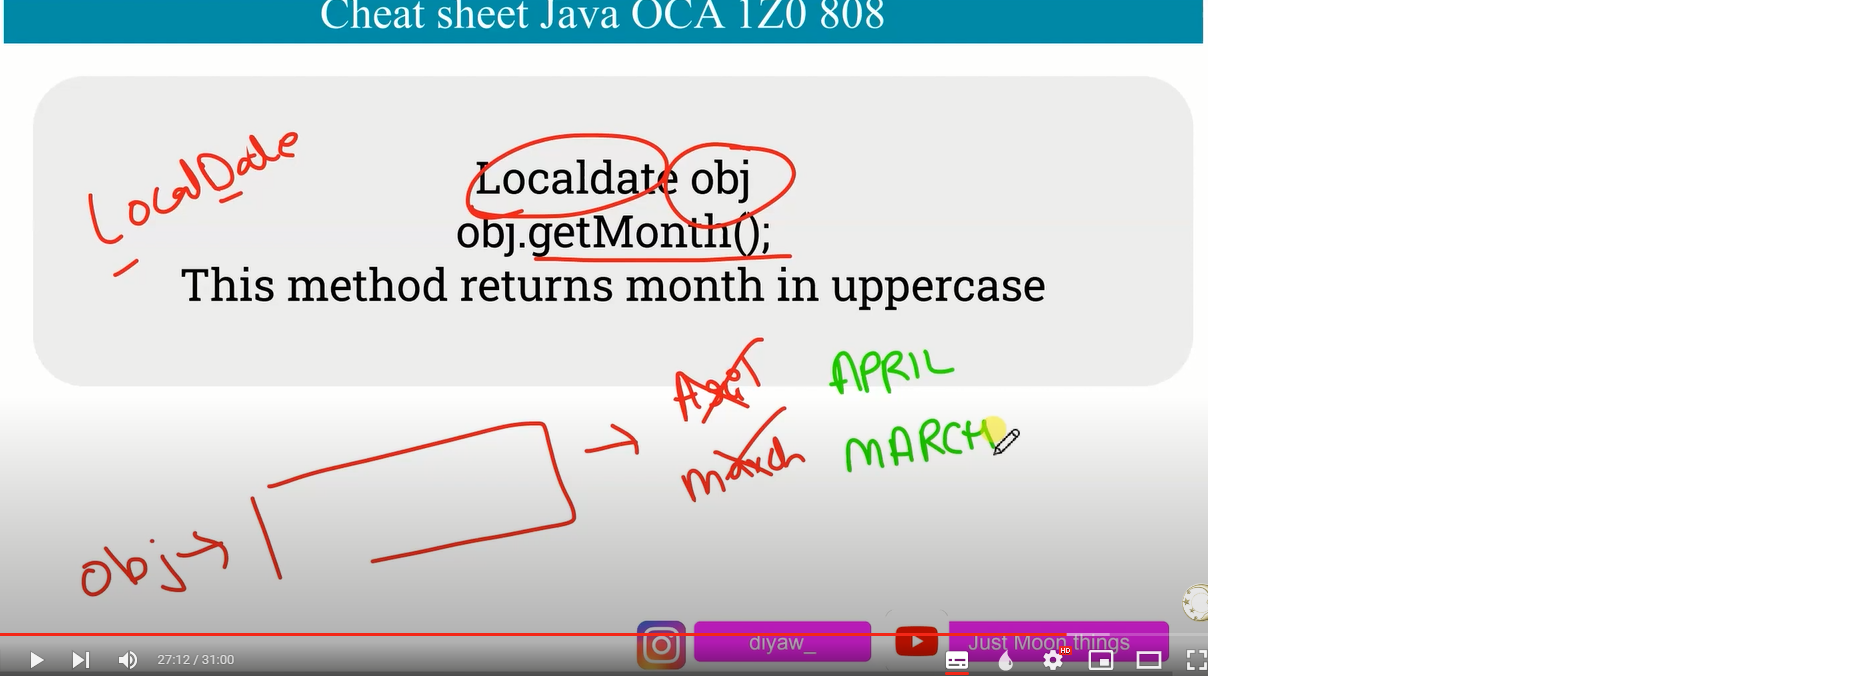 Cheat sheet Java OCA 1Z0 808
LocalDate
Localdate obj
obj.getMonth();
This method returns month in uppercase
APRIL
march
MARCH
obj
diyaw_
Just Moon things
27:12 / 31:00
HD